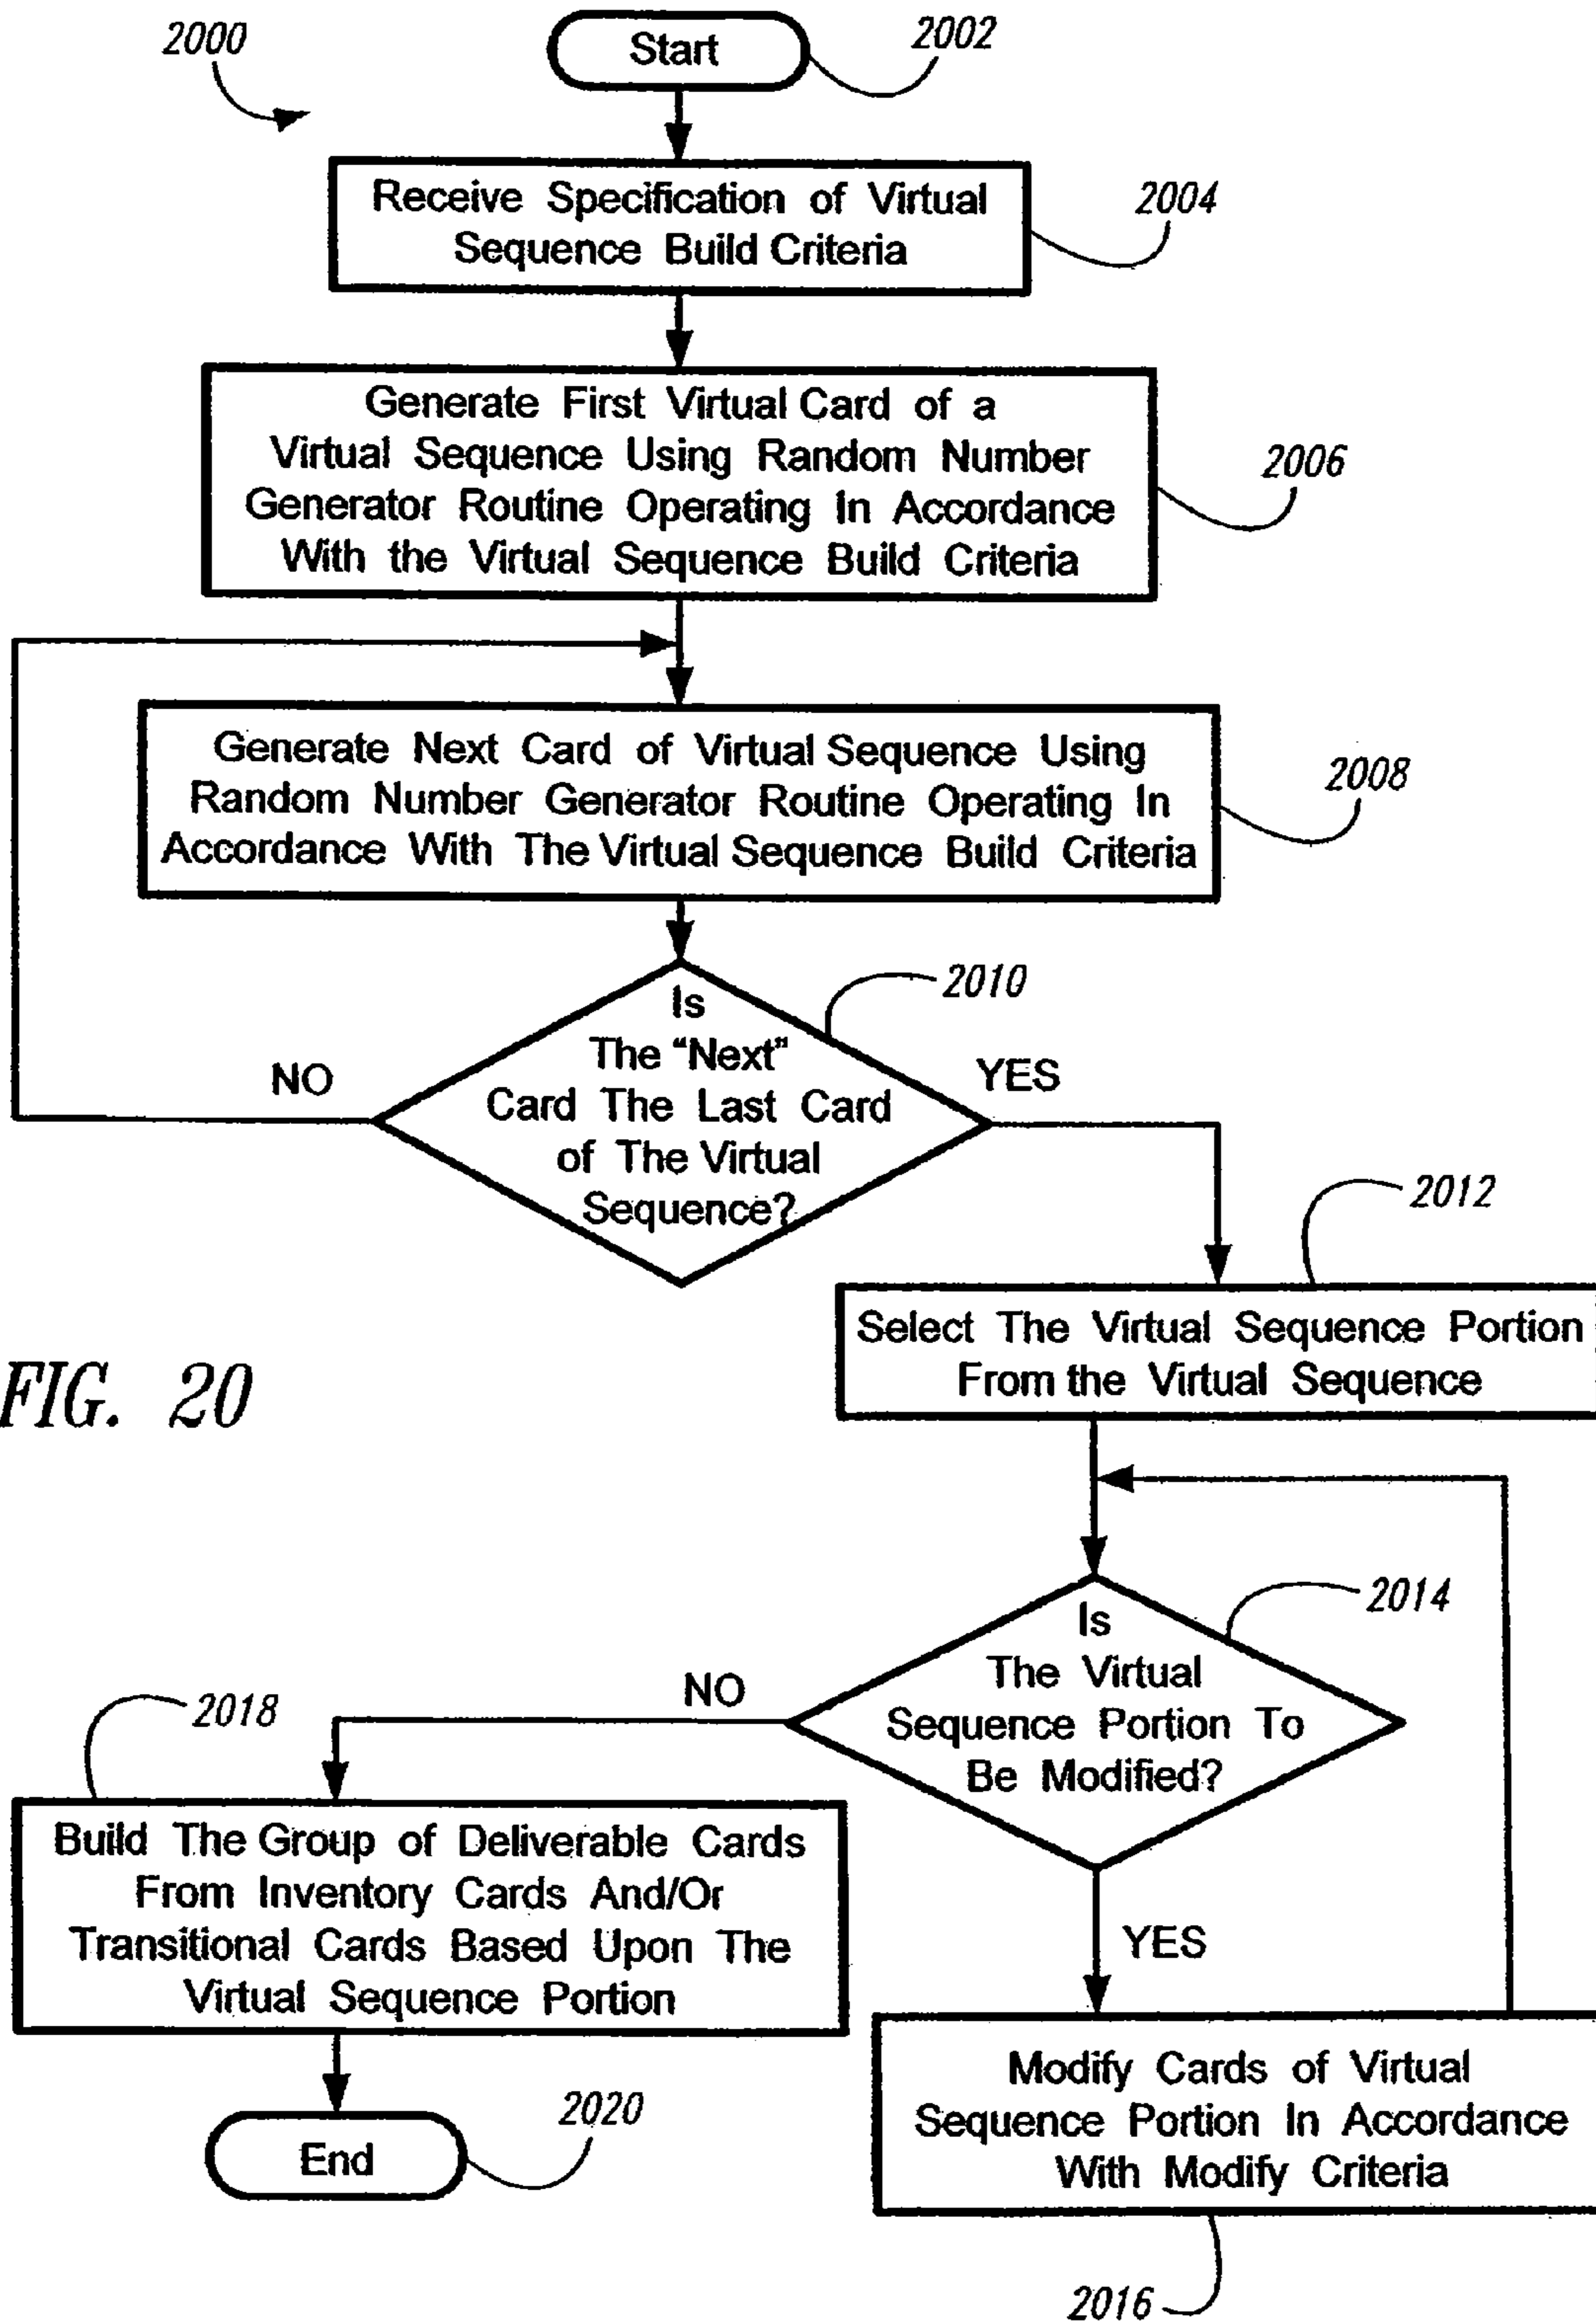 2000
Start
2002
Receive Specification of Virtual
Sequence Build Criteria
2004
Generate First Virtual Card of a
Virtual Sequence Using Random Number
Generator Routine Operating In Accordance
With the Virtual Sequence Build Criteria
2006
Generate Next Card of Virtual Sequence Using
Random Number Generator Routine Operating In
Accordance With The Virtual Sequence Build Criteria
2008
Is
The "Next"
Card The Last Card
of The Virtual
Sequence?
2010
NO
YES
2012
Select The Virtual Sequence Portion
From the Virtual Sequence
FIG. 20
Is
The Virtual
Sequence Portion To
Be Modified?
2014
NO
YES
2018
Build The Group of Deliverable Cards
From Inventory Cards And/Or
Transitional Cards Based Upon The
Virtual Sequence Portion
Modify Cards of Virtual
Sequence Portion In Accordance
With Modify Criteria
2016
End
2020